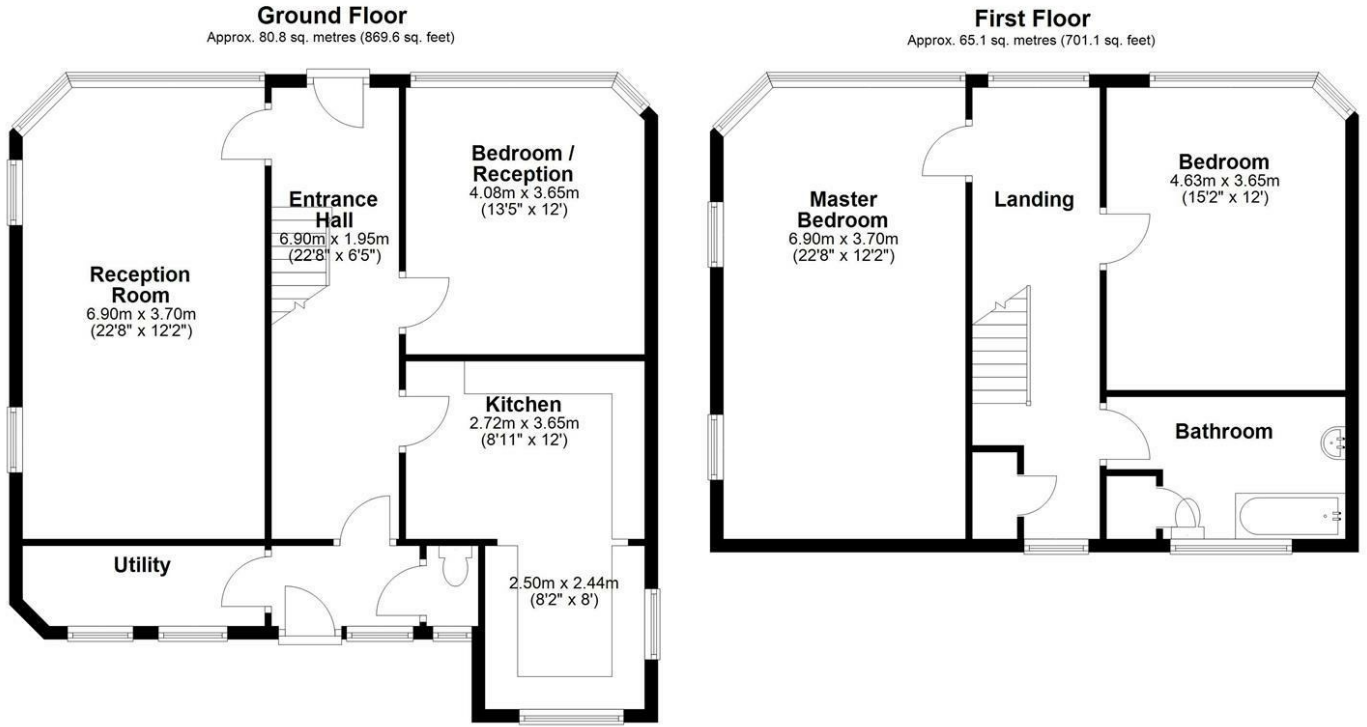 Ground Floor
Approx. 80.8 sq. metres (869.6 sq. feet)
Reception
Room
6.90m x 3.70m
(22'8" x 12'2")
Entrance
Hall
6.90m x 1.95m
(22'8" x 6'5")
Bedroom /
Reception
4.08m x 3.65m
(13'5" x 12')
Kitchen
2.72m x 3.65m
(8'11" x 12')
Utility
2.50m x 2.44m
(8'2" x 8')
First Floor
Approx. 65.1 sq. metres (701.1 sq. feet)
Master
Bedroom
6.90m x 3.70m
(22'8" x 12'2")
Landing
Bedroom
4.63m x 3.65m
(15'2" x 12')
Bathroom